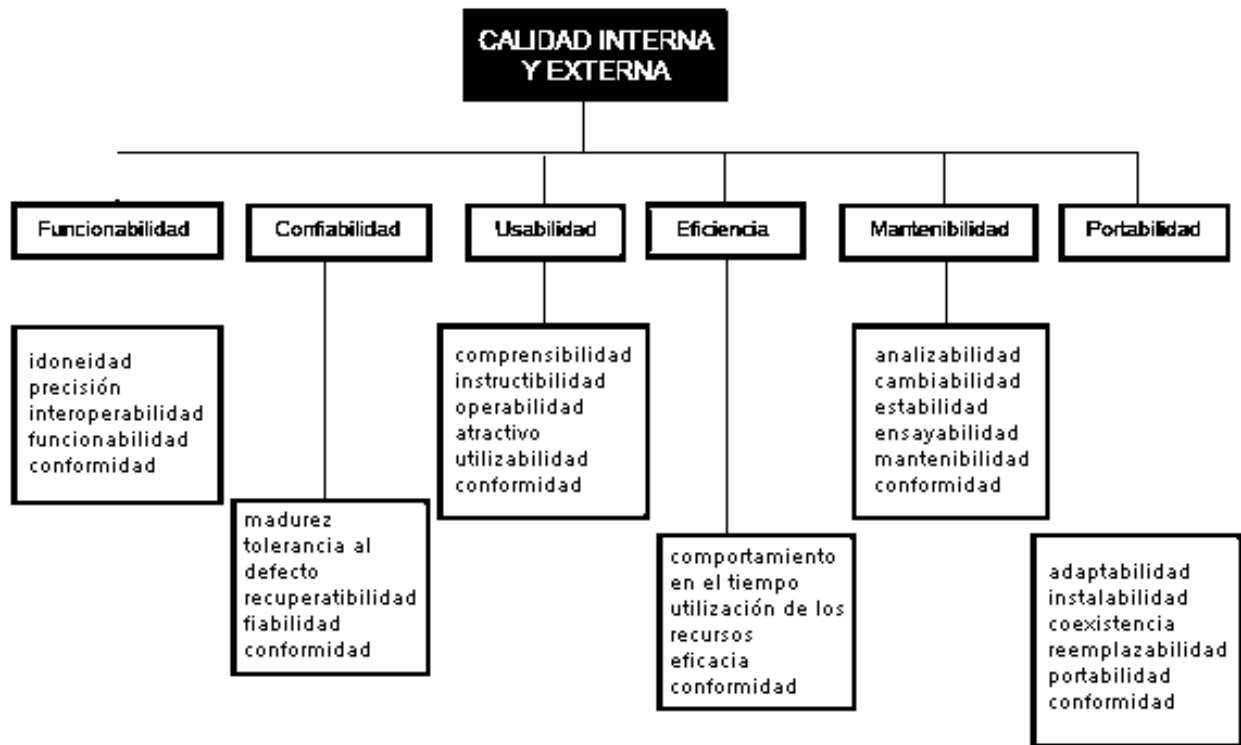 CALIDAD INTERNA
Y EXTERNA
Funcionabilidad
Confiabilidad
Usabilidad
Eficiencia
Mantenibilidad
Portabilidad
idoneidad
precisión
interoperabilidad
funcionabilidad
conformidad
madurez
tolerancia al
defecto
recuperatibilidad
fiabilidad
conformidad
comprensibilidad
instructibilidad
operabilidad
atractivo
utilizabilidad
conformidad
comportamiento
en el tiempo
utilización de los
recursos
eficacia
conformidad
analizabilidad
cambiabilidad
estabilidad
ensayabilidad
mantenibilidad
conformidad
adaptabilidad
instalabilidad
coexistencia
reemplazabilidad
portabilidad
conformidad